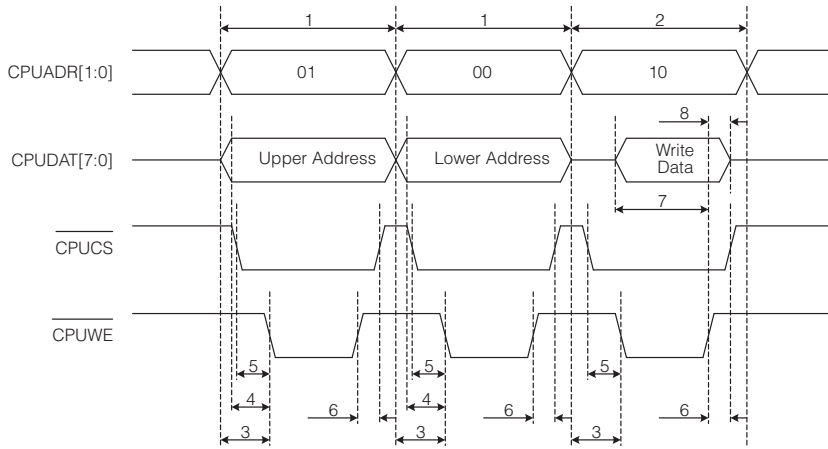 1 1 2
CPUADR[1:0] 01 00 10
8
CPUDAT[7:0] Upper Address Lower Address Write Data
7
CPUCS
CPUWE
5 5 5
4 6 4 6 6
3 3 3